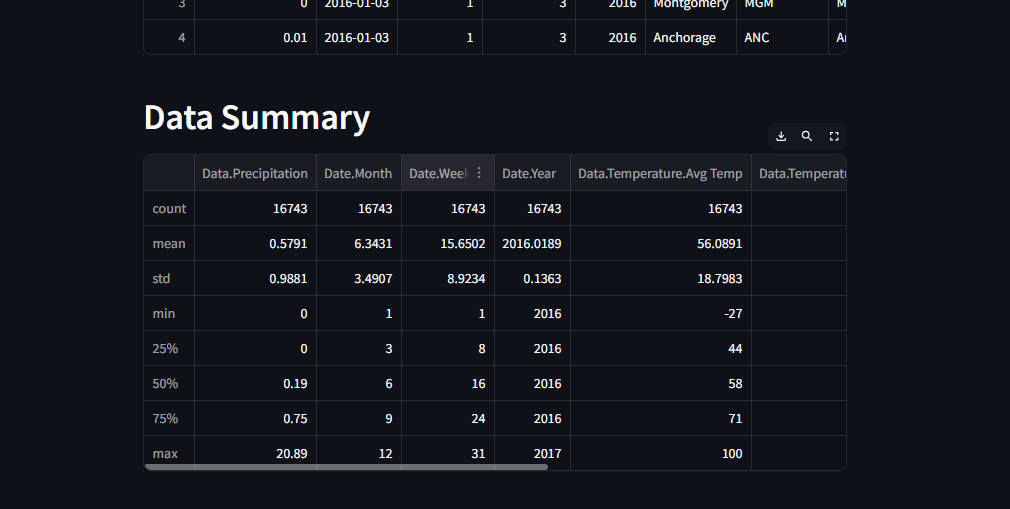 3 0 2016-01-03 1 3 2016 Montgomery MGM
4 0.01 2016-01-03 1 3 2016 Anchorage ANC
Data Summary
Data.Precipitation Date.Month Date.Week Data.Year Data.Temperature.Avg Temp Data.Temperatu
count 16743 16743 16743 16743 16743
mean 0.5791 6.3431 15.6502 2016.0189 56.0891
std 0.9881 3.4907 8.9234 0.1363 18.7983
min 0 1 1 2016 -27
25% 0 3 8 2016 44
50% 0.19 6 16 2016 58
75% 0.75 9 24 2016 71
max 20.89 12 31 2017 100